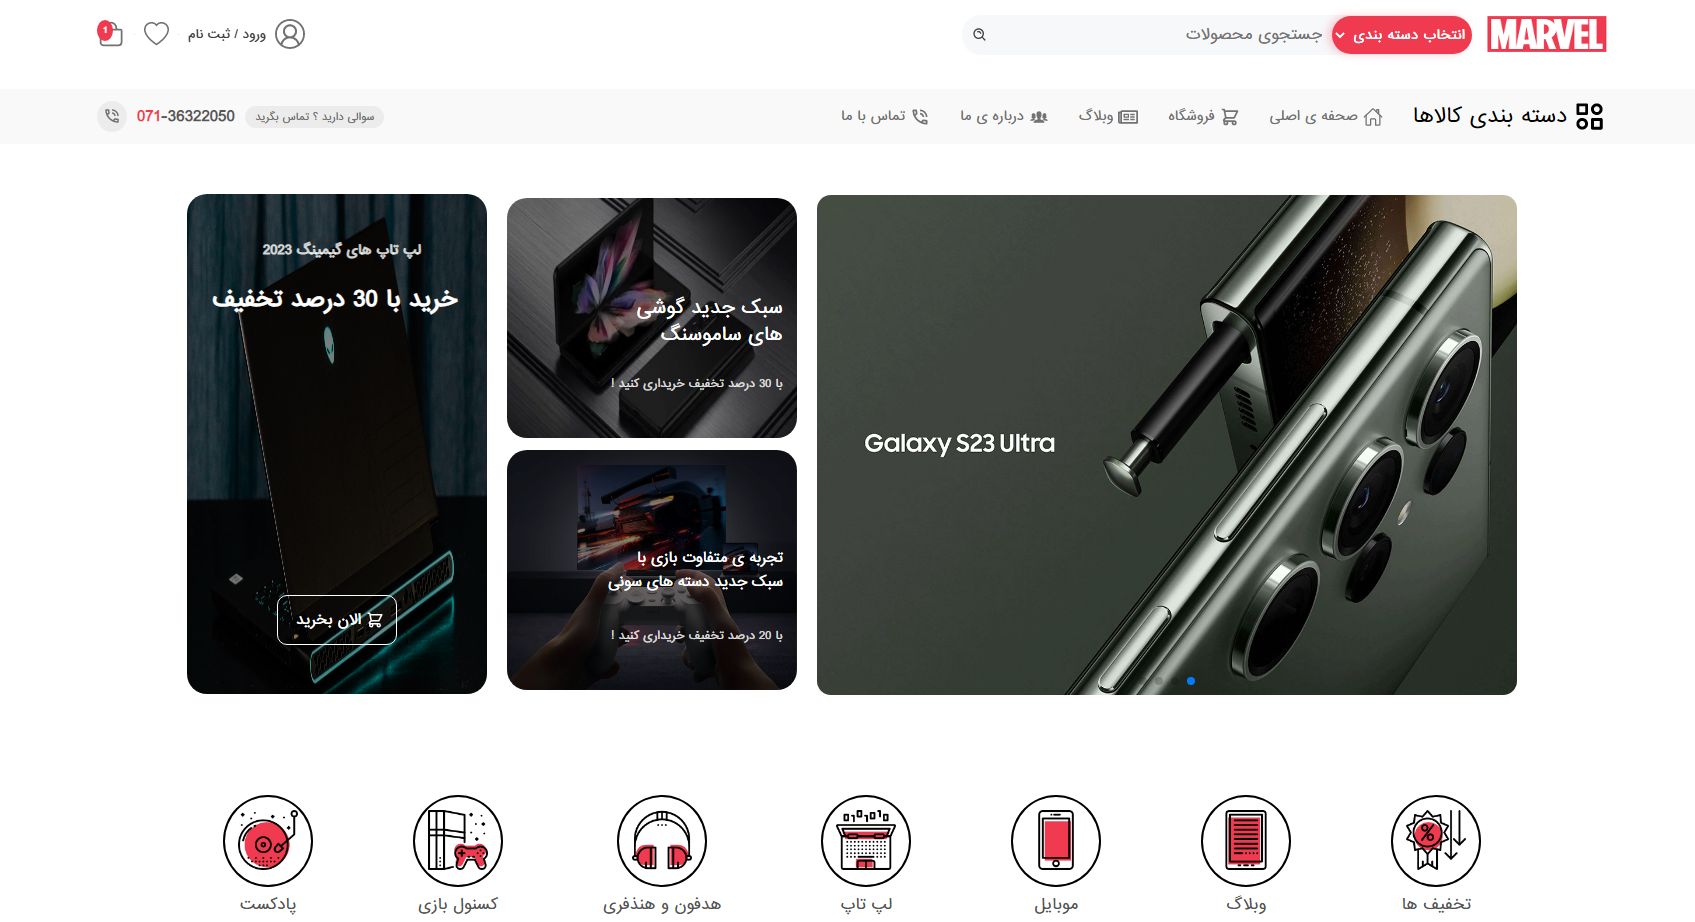 MARVEL
انتخاب دسته بندی
جستجوی محصولات
ورود / ثبت نام
1
دسته بندی کالاها
صحفه ی اصلی
فروشگاه
وبلاگ
درباره ی ما
تماس با ما
سوالی دارید ؟ تماس بگرید
071-36322050
Galaxy S23 Ultra
سبک جدید گوشی
های ساموسنگ
با 30 درصد تخفیف خریداری کنید !
تجربه ی متفاوت بازی با
سبک جدید دسته های سونی
با 20 درصد تخفیف خریداری کنید !
لپ تاپ های گیمینگ 2023
خرید با 30 درصد تخفیف
الان بخرید
تخفیف ها
وبلاگ
موبایل
لپ تاپ
هدفون و هنذفری
کنسول بازی
پادکست